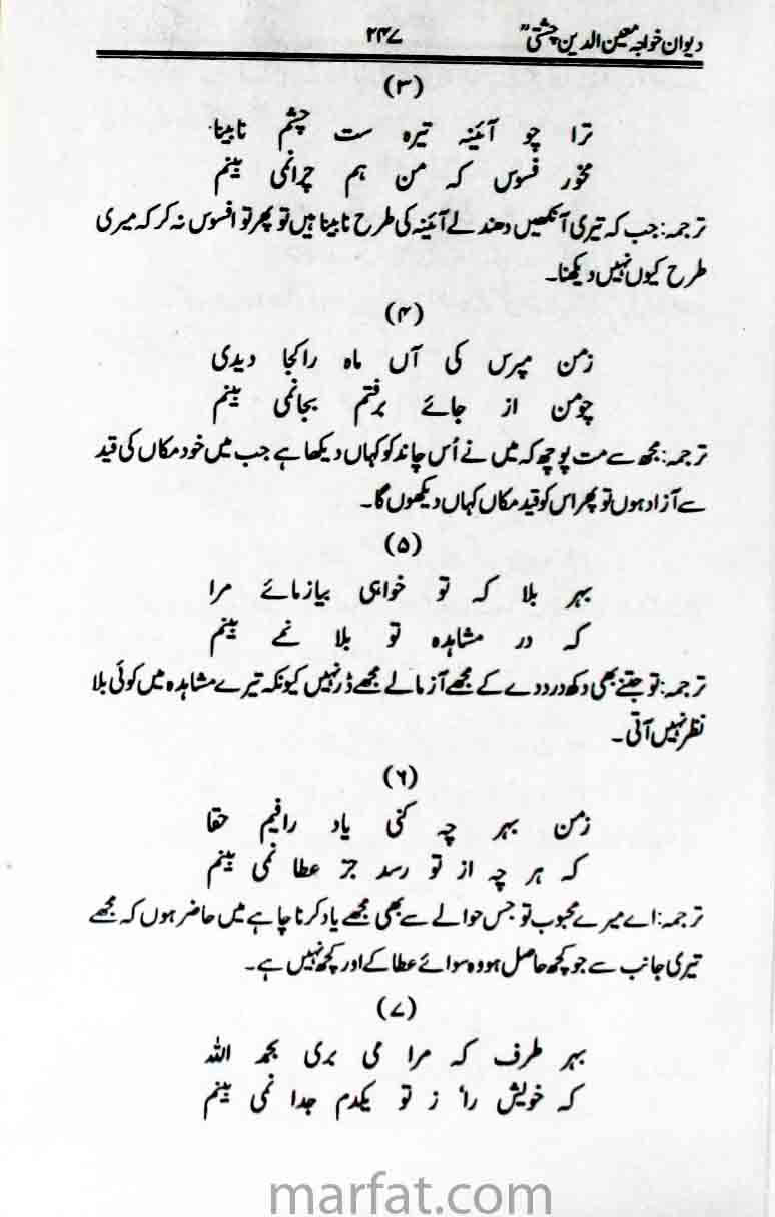 دیوان خواجہ معین الدین چشتیؒ ۲۴۷
(۳)
ترا چو آئینہ تیرہ ست چشم نابینا
مخور فسوس کہ من ہم چرانمی بینم
ترجمہ: جب کہ تیری آنکھیں دھندلے آئینہ کی طرح نابینا ہیں تو پھر تو افسوس نہ کر کہ میری
طرح کیوں نہیں دیکھتا۔
(۴)
زمن مپرس کی آں ماہ راکجا دیدی
چومن از جائے برفتم بجانمی بینم
ترجمہ: مجھ سے مت پوچھ کہ میں نے اُس چاند کو کہاں دیکھا ہے جب میں خود مکاں کی قید
سے آزاد ہوں تو پھر اس کو قید مکاں کہاں دیکھوں گا۔
(۵)
بہر بلا کہ تو خواہی بیازمائے مرا
کہ در مشاہدہ تو بلا نمے بینم
ترجمہ: تو جتنے بھی دکھ درد دے کے مجھے آزما لے مجھے ڈر نہیں کیونکہ تیرے مشاہدہ میں کوئی بلا
نظر نہیں آتی۔
(۶)
زمن بہر چہ کنی یاد رافیم حقا
کہ ہر چہ از تو رسد جز عطا نمی بینم
ترجمہ: اے میرے محبوب تو جس حوالے سے بھی مجھے یاد کرنا چاہے میں حاضر ہوں کہ مجھے
تیری جانب سے جو کچھ حاصل ہو وہ سوائے عطا کے اور کچھ نہیں ہے۔
(۷)
بہر طرف کہ مرا می بری بحمد اللہ
کہ خویش را ز تو یکدم جدا نمی بینم
marfat.com